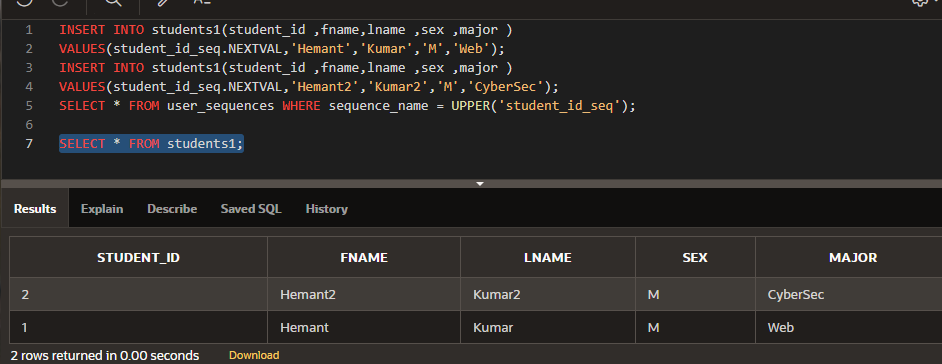 1 INSERT INTO students1(student_id ,fname,lname ,sex ,major )
2 VALUES(student_id_seq.NEXTVAL,'Hemant','Kumar','M','Web');
3 INSERT INTO students1(student_id ,fname,lname ,sex ,major )
4 VALUES(student_id_seq.NEXTVAL,'Hemant2','Kumar2','M','CyberSec');
5 SELECT * FROM user_sequences WHERE sequence_name = UPPER('student_id_seq');
6
7 SELECT * FROM students1;
Results Explain Describe Saved SQL History
STUDENT_ID FNAME LNAME SEX MAJOR
2 Hemant2 Kumar2 M CyberSec
1 Hemant Kumar M Web
2 rows returned in 0.00 seconds Download